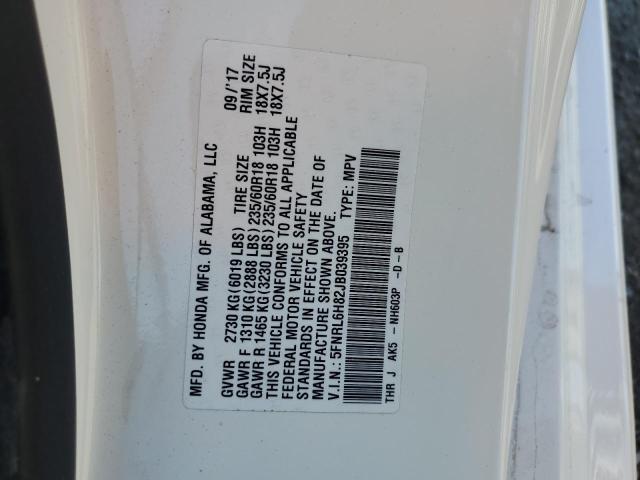 MFD. BY HONDA MFG. OF ALABAMA, LLC 09/'17
GVWR 2730 KG(6019 LBS) TIRE SIZE RIM SIZE
GAWR F 1310 KG(2888 LBS)235/60R18 103H 18X7.5J
GAWR R 1465 KG(3230 LBS)235/60R18 103H 18X7.5J
THIS VEHICLE CONFORMS TO ALL APPLICABLE
FEDERAL MOTOR VEHICLE SAFETY
STANDARDS IN EFFECT ON THE DATE OF
MANUFACTURE SHOWN ABOVE.
V.I.N.: 5FNRL6H82JB039395 TYPE: MPV
THR J AK5 - NH603P -D-B